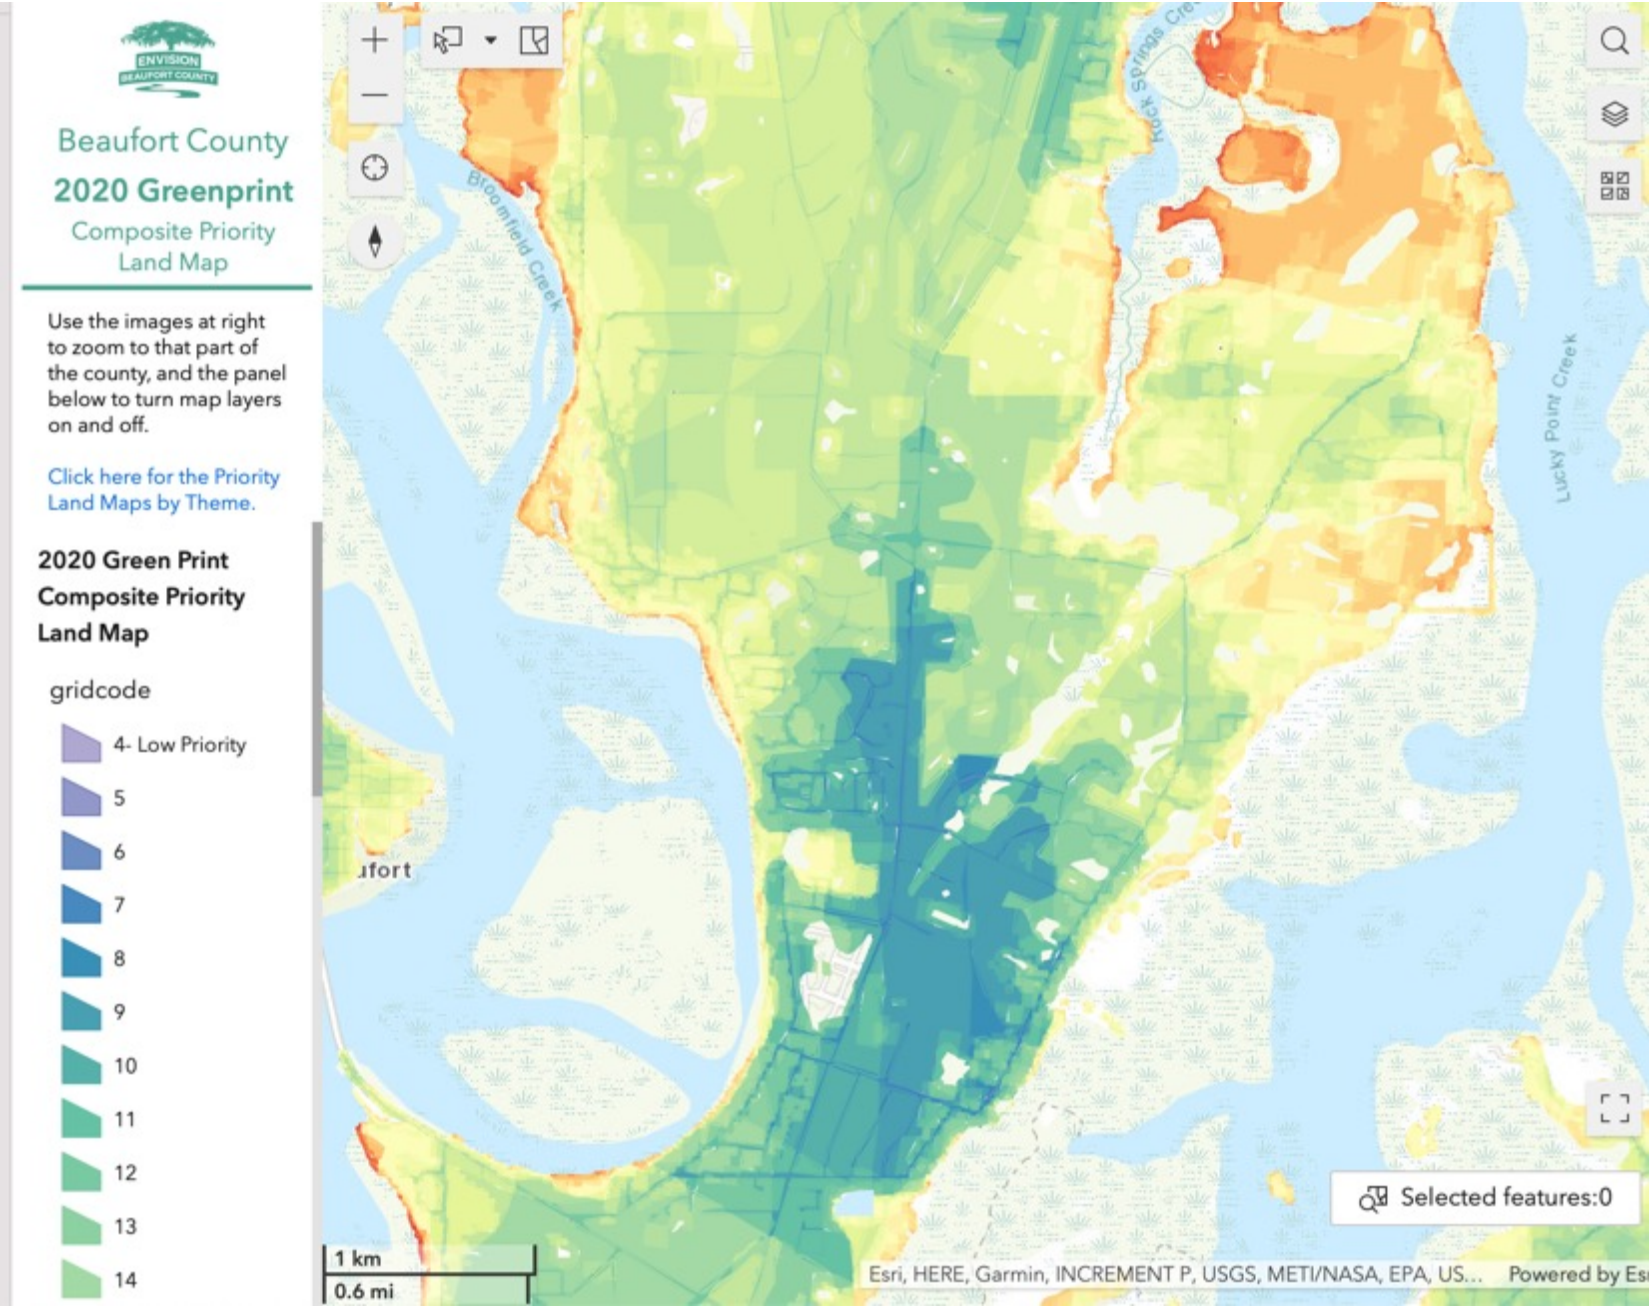 ENVISION
BEAUFORT COUNTY
Beaufort County
2020 Greenprint
Composite Priority
Land Map
Use the images at right
to zoom to that part of
the county, and the panel
below to turn map layers
on and off.
Click here for the Priority
Land Maps by Theme.
2020 Green Print
Composite Priority
Land Map
gridcode
4- Low Priority
5
6
7
8
9
10
11
12
13
14
Broomfield Creek
Springs Cree
Lucky Point Creek
ufort
1 km
0.6 mi
Selected features:0
Esri, HERE, Garmin, INCREMENT P, USGS, METI/NASA, EPA, US...
Powered by Esr